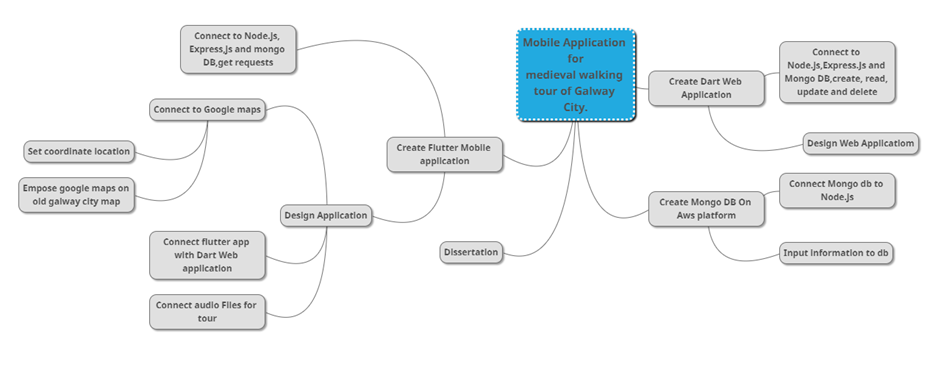 Connect to Node.js,
Express,js and mongo
DB,get requests
Mobile Application
for
medieval walking
tour of Galway
City.
Connect to
Node.js,Express.js and
Mongo DB,create, read,
update and delete
Create Dart Web
Application
Connect to Google maps
Set coordinate location
Create Flutter Mobile
application
Design Web Applicatiom
Empose google maps on
old galway city map
Design Application
Connect Mongo db to
Node.js
Create Mongo DB On
Aws platform
Connect flutter app
with Dart Web
application
Dissertation
Input information to db
Connect audio Files for
tour